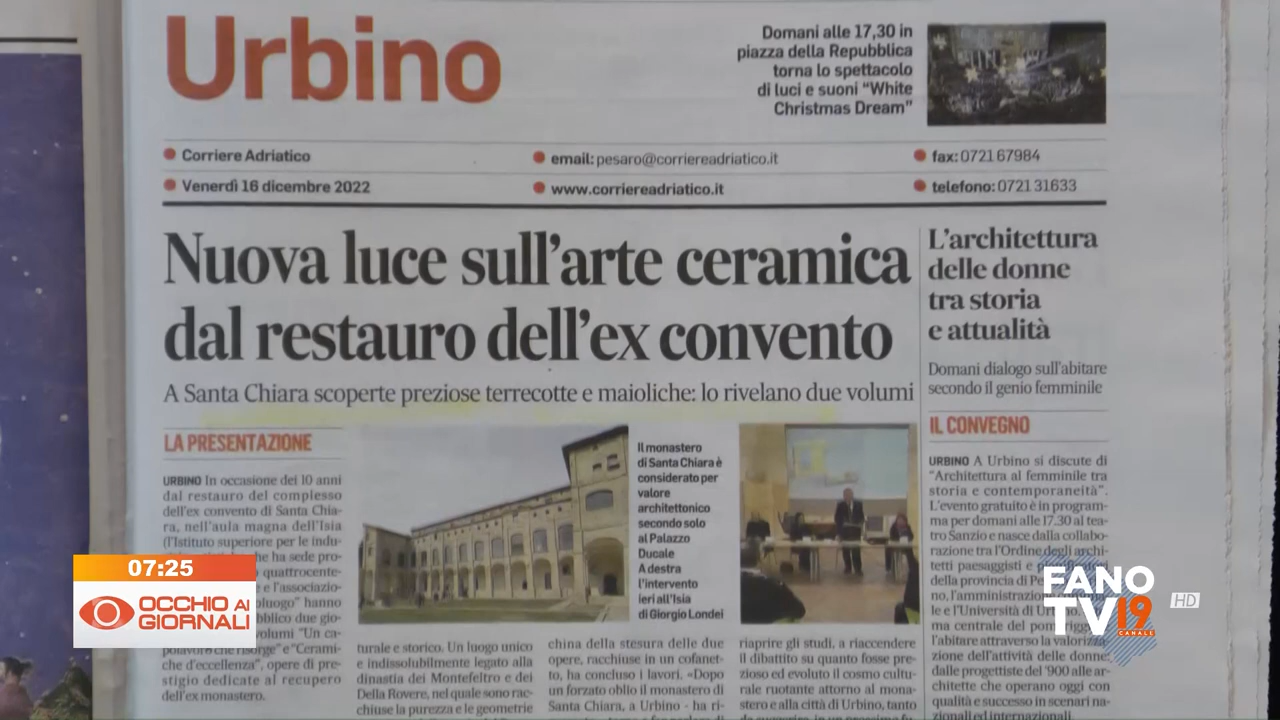 Urbino
Domani alle 17,30 in
piazza della Repubblica
torna lo spettacolo
di luci e suoni “White
Christmas Dream”
Corriere Adriatico
email: pesaro@corriereadriatico.it
fax: 0721 67984
Venerdì 16 dicembre 2022
www.corriereadriatico.it
telefono: 0721 31633
Nuova luce sull’arte ceramica
dal restauro dell’ex convento
A Santa Chiara scoperte preziose terrecotte e maioliche: lo rivelano due volumi
LA PRESENTAZIONE
URBINO In occasione dei 10 anni
dal restauro del complesso
dell’ex convento di Santa Chia-
ra, nell’aula magna dell’Isia
(l’Istituto superiore per le indu-
he ha sede pro-
quattrocente-
e l’associazio-
hanno
bblico due gio-
volumi “Un ca-
polavoro che risorge” e “Cerami-
che d’eccellenza”, opere di pre-
stigio dedicate al recupero
dell’ex monastero.
Il monastero
di Santa Chiara è
considerato per
valore
architettonico
secondo solo
al Palazzo
Ducale
A destra
l’intervento
ieri all’Isia
di Giorgio Londei
turale e storico. Un luogo unico
e indissolubilmente legato alla
dinastia dei Montefeltro e dei
Della Rovere, nel quale sono rac-
chiuse la purezza e le geometrie
china della stesura delle due
opere, racchiuse in un cofanet-
to, ha concluso i lavori. «Dopo
un forzato oblio il monastero di
Santa Chiara, a Urbino - ha ri-
riaprire gli studi, a riaccendere
il dibattito su quanto fosse pre-
zioso ed evoluto il cosmo cultu-
rale ruotante attorno al mona-
stero e alla città di Urbino, tanto
L’architettura
delle donne
tra storia
e attualità
Domani dialogo sull’abitare
secondo il genio femminile
IL CONVEGNO
URBINO A Urbino si discute di
“Architettura al femminile tra
storia e contemporaneità”.
L’evento gratuito è in program-
ma per domani alle 17.30 al tea-
tro Sanzio e nasce dalla collabo-
razione tra l’Ordine degli archi-
tetti paesaggisti e
della provincia di Pe
no, l’amministrazione
le e l’Università di U
ma centrale del
l’abitare attraverso la valorizza-
zione dell’attività delle donne:
dalle progettiste del ’900 alle ar-
chitette che operano oggi con
qualità e successo in scenari na-
zionali ed internazionali.
07:25
OCCHIO AI
GIORNALI
FANO
TV 19
CANALE
HD